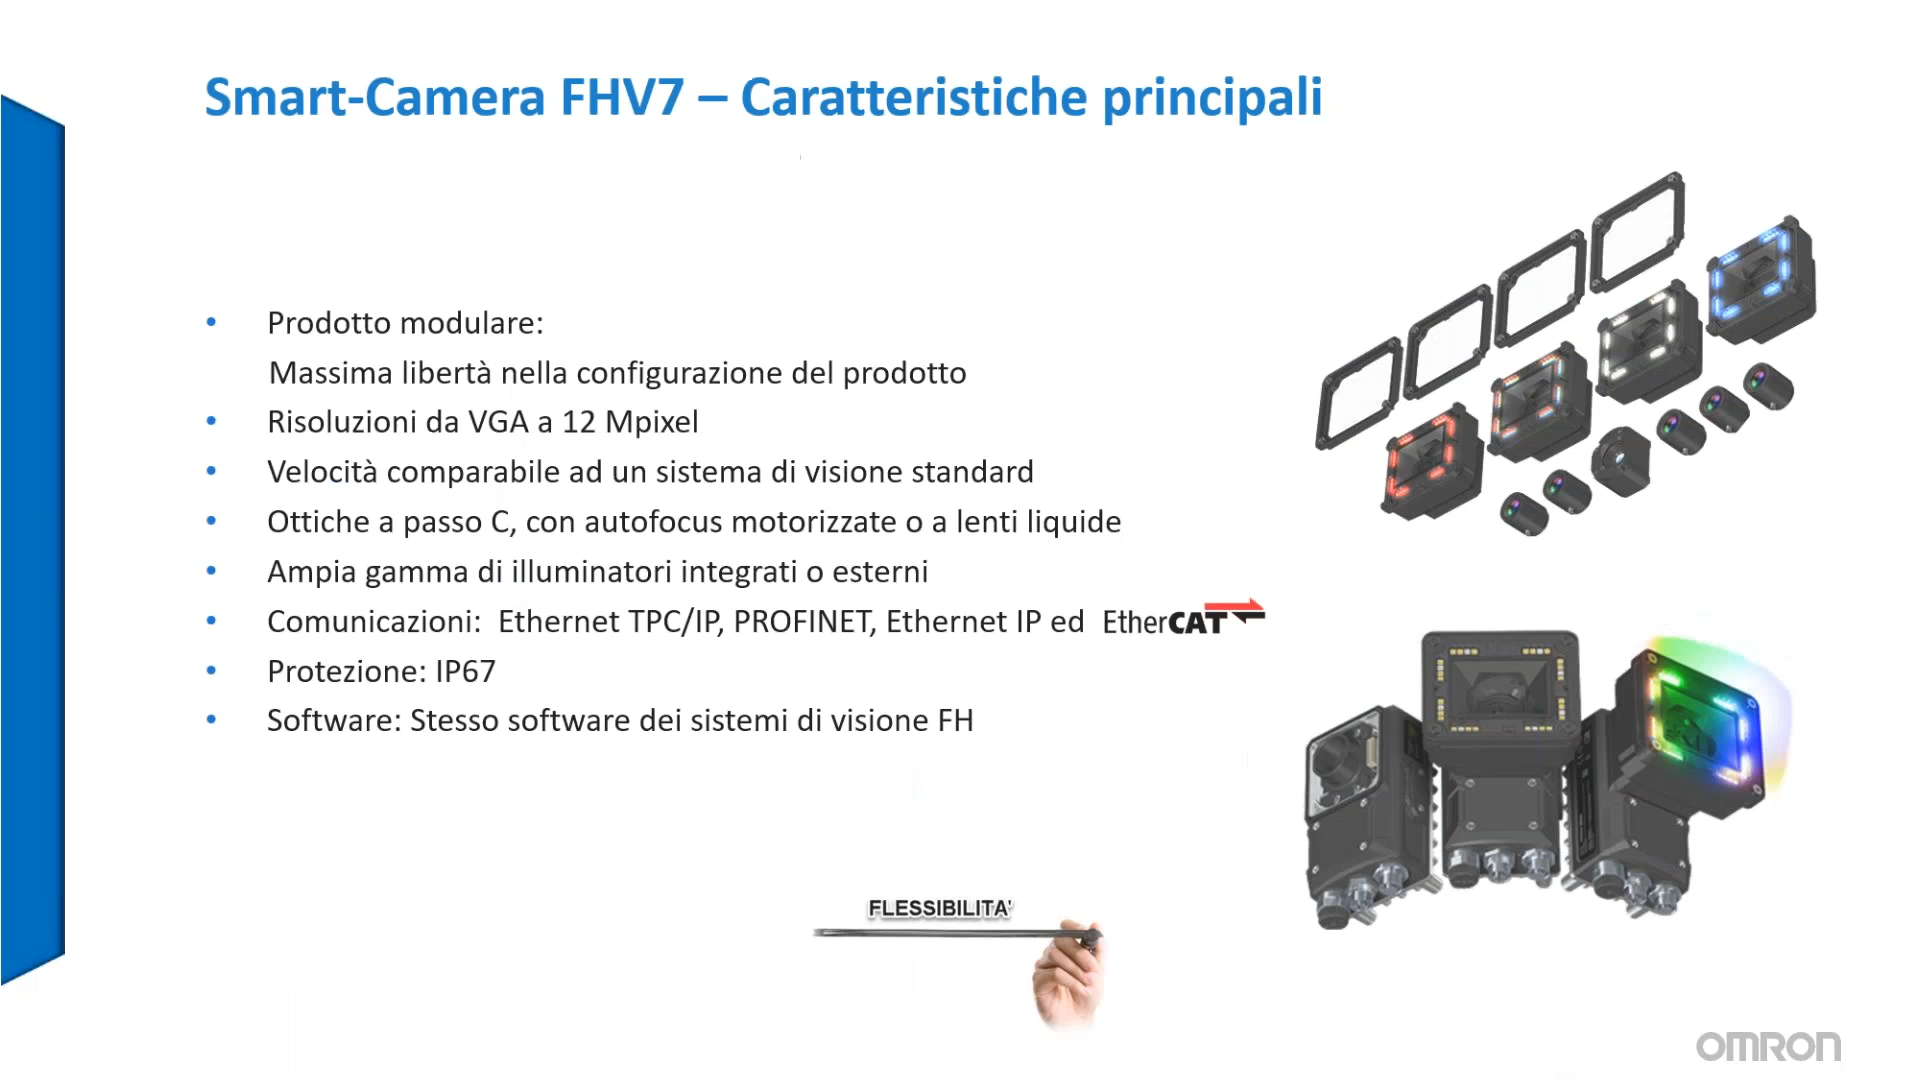 Smart-Camera FHV7 – Caratteristiche principali
• Prodotto modulare:
Massima libertà nella configurazione del prodotto
• Risoluzioni da VGA a 12 Mpixel
• Velocità comparabile ad un sistema di visione standard
• Ottiche a passo C, con autofocus motorizzate o a lenti liquide
• Ampia gamma di illuminatori integrati o esterni
• Comunicazioni: Ethernet TPC/IP, PROFINET, Ethernet IP ed EtherCAT
• Protezione: IP67
• Software: Stesso software dei sistemi di visione FH
FLESSIBILITA'
OMRON